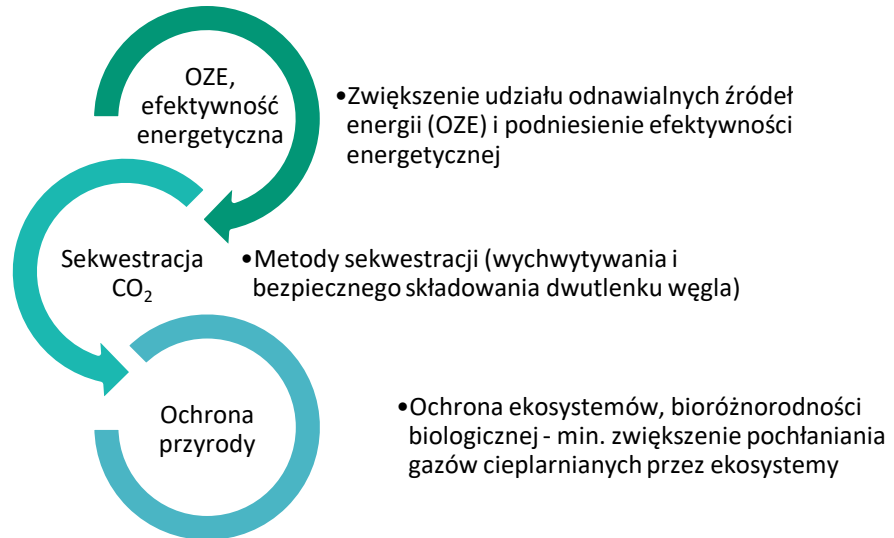 OZE,
efektywność
energetyczna
•Zwiększenie udziału odnawialnych źródeł
energii (OZE) i podniesienie efektywności
energetycznej
Sekwestracja
CO₂
•Metody sekwestracji (wychwytywania i
bezpiecznego składowania dwutlenku węgla)
Ochrona
przyrody
•Ochrona ekosystemów, bioróżnorodności
biologicznej - min. zwiększenie pochłaniania
gazów cieplarnianych przez ekosystemy